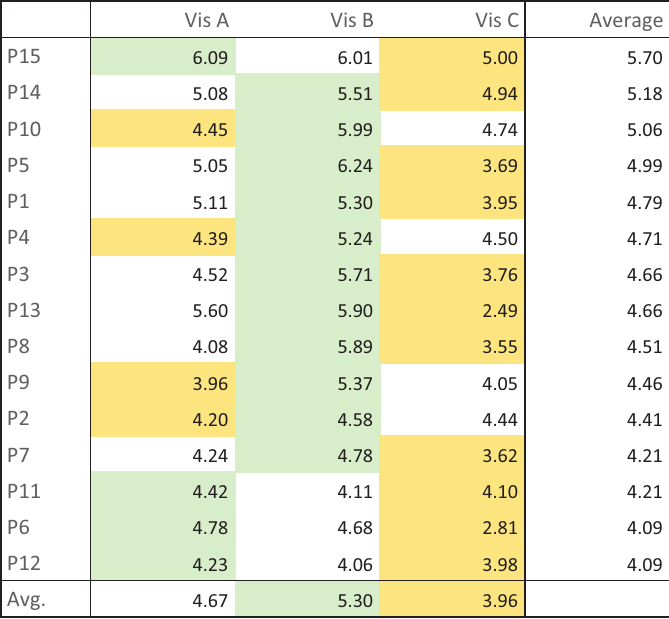 Vis A Vis B Vis C Average
P15 6.09 6.01 5.00 5.70
P14 5.08 5.51 4.94 5.18
P10 4.45 5.99 4.74 5.06
P5 5.05 6.24 3.69 4.99
P1 5.11 5.30 3.95 4.79
P4 4.39 5.24 4.50 4.71
P3 4.52 5.71 3.76 4.66
P13 5.60 5.90 2.49 4.66
P8 4.08 5.89 3.55 4.51
P9 3.96 5.37 4.05 4.46
P2 4.20 4.58 4.44 4.41
P7 4.24 4.78 3.62 4.21
P11 4.42 4.11 4.10 4.21
P6 4.78 4.68 2.81 4.09
P12 4.23 4.06 3.98 4.09
Avg. 4.67 5.30 3.96